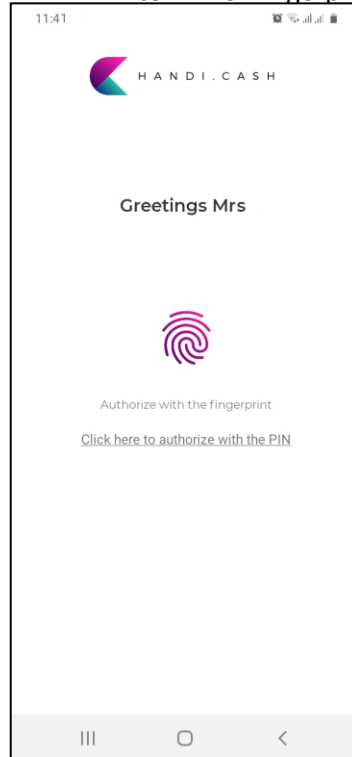 11:41
HANDI.CASH
Greetings Mrs
Authorize with the fingerprint
Click here to authorize with the PIN